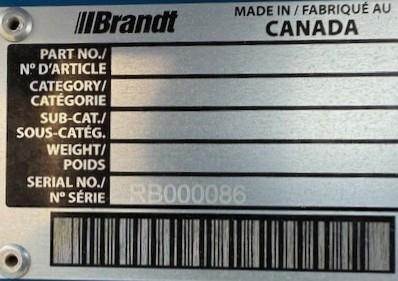 Brandt
MADE IN / FABRIQUÉ AU
CANADA
PART NO./
Nº D'ARTICLE
CATEGORY/
CATÉGORIE
SUB-CAT./
SOUS-CATÉG.
WEIGHT/
POIDS
SERIAL NO./
Nº SÉRIE
RB000086